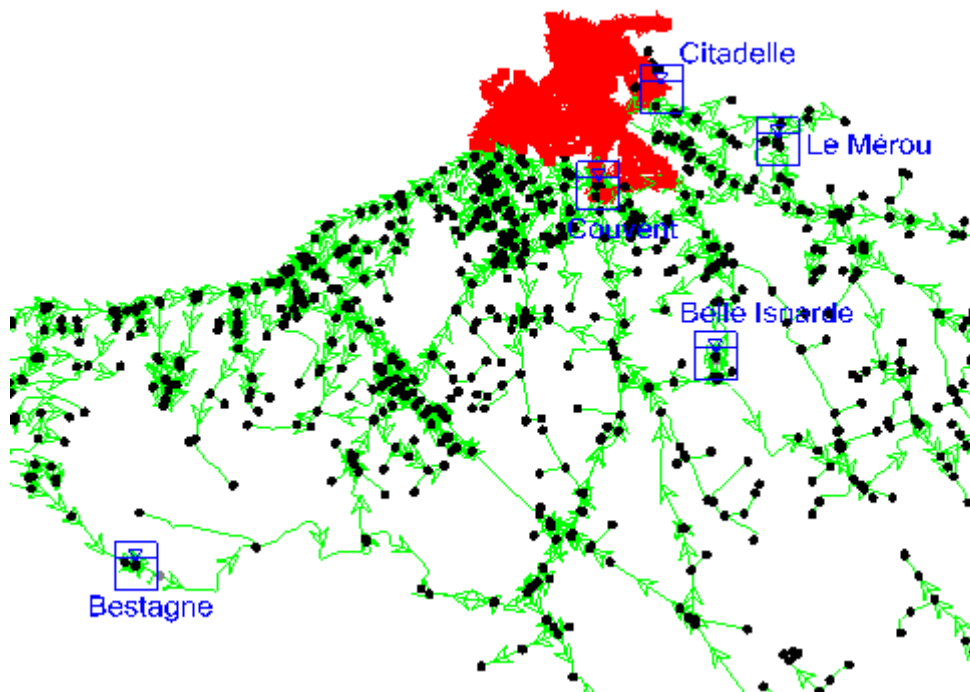 Citadelle
Le Mérou
Couvent
Belle Isnarde
Bestagne